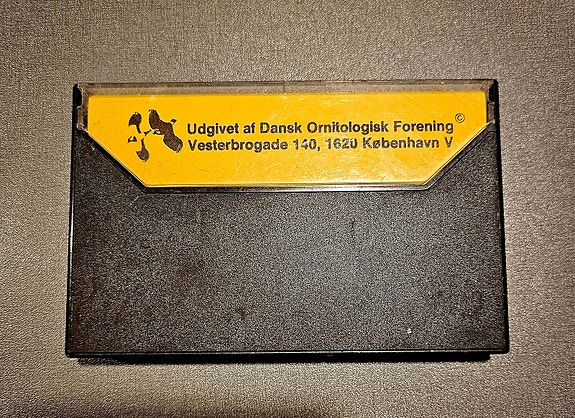 Udgivet af Dansk Ornitologisk Forening©
Vesterbrogade 140, 1620 København V